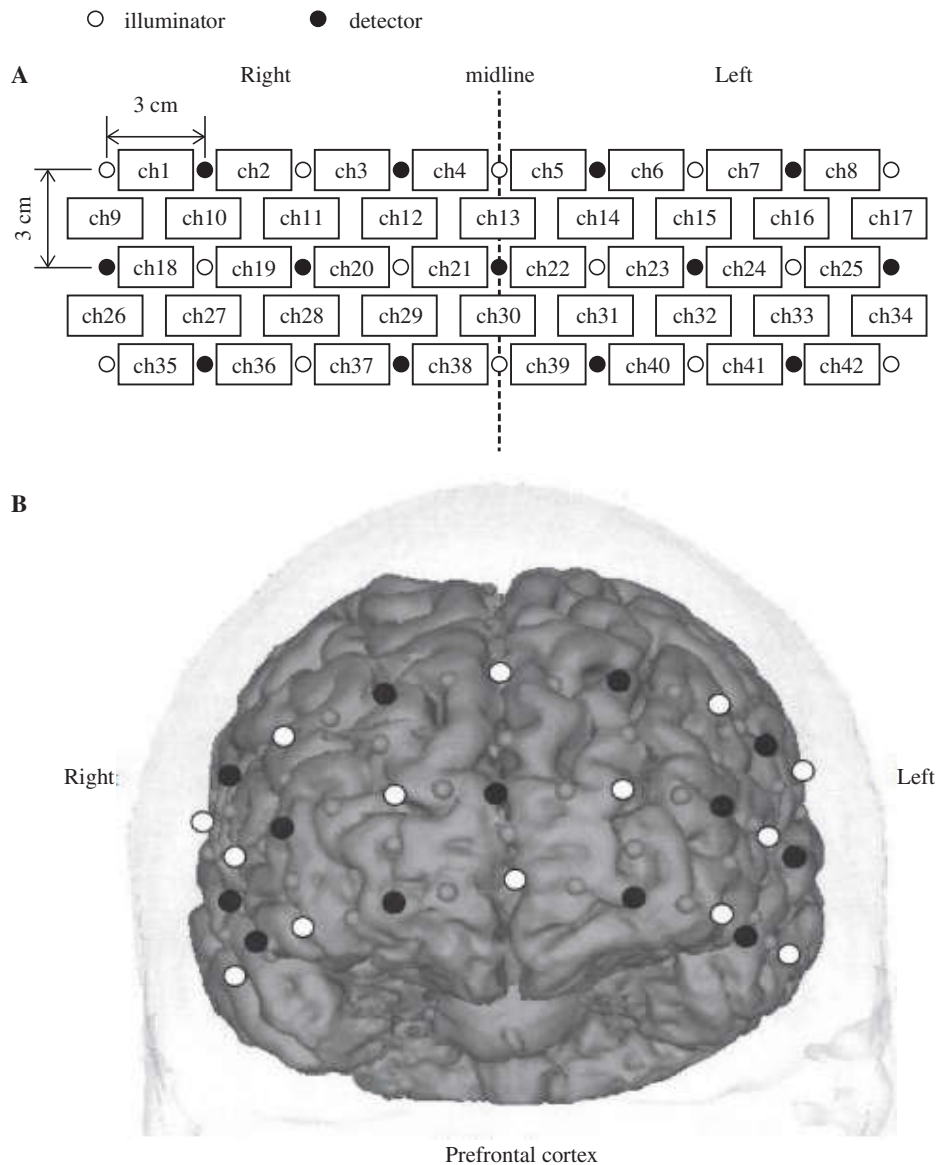 illuminator detector
A Right midline Left
3 cm
3 cm
ch1 ch2 ch3 ch4 ch5 ch6 ch7 ch8
ch9 ch10 ch11 ch12 ch13 ch14 ch15 ch16 ch17
ch18 ch19 ch20 ch21 ch22 ch23 ch24 ch25
ch26 ch27 ch28 ch29 ch30 ch31 ch32 ch33 ch34
ch35 ch36 ch37 ch38 ch39 ch40 ch41 ch42
B
Right Left
Prefrontal cortex